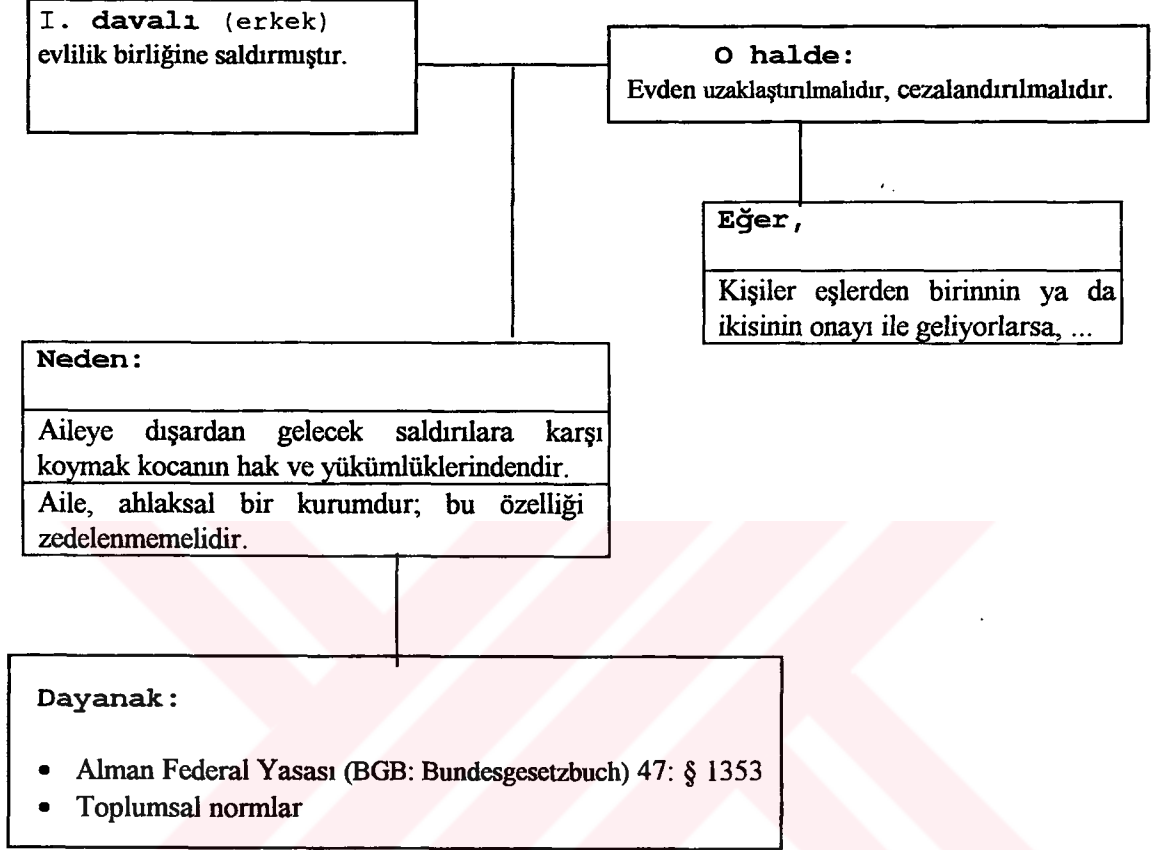 I. davalı (erkek)
evlilik birliğine saldırmıştır.
O halde:
Evden uzaklaştırılmalıdır, cezalandırılmalıdır.
Eğer,
Kişiler eşlerden birinnin ya da
ikisinin onayı ile geliyorlarsa, ...
Neden:
Aileye dışardan gelecek saldırılara karşı
koymak kocanın hak ve yükümlüklerindendir.
Aile, ahlaksal bir kurumdur; bu özelliği
zedelenmemelidir.
Dayanak:
• Alman Federal Yasası (BGB: Bundesgesetzbuch) 47: § 1353
• Toplumsal normlar